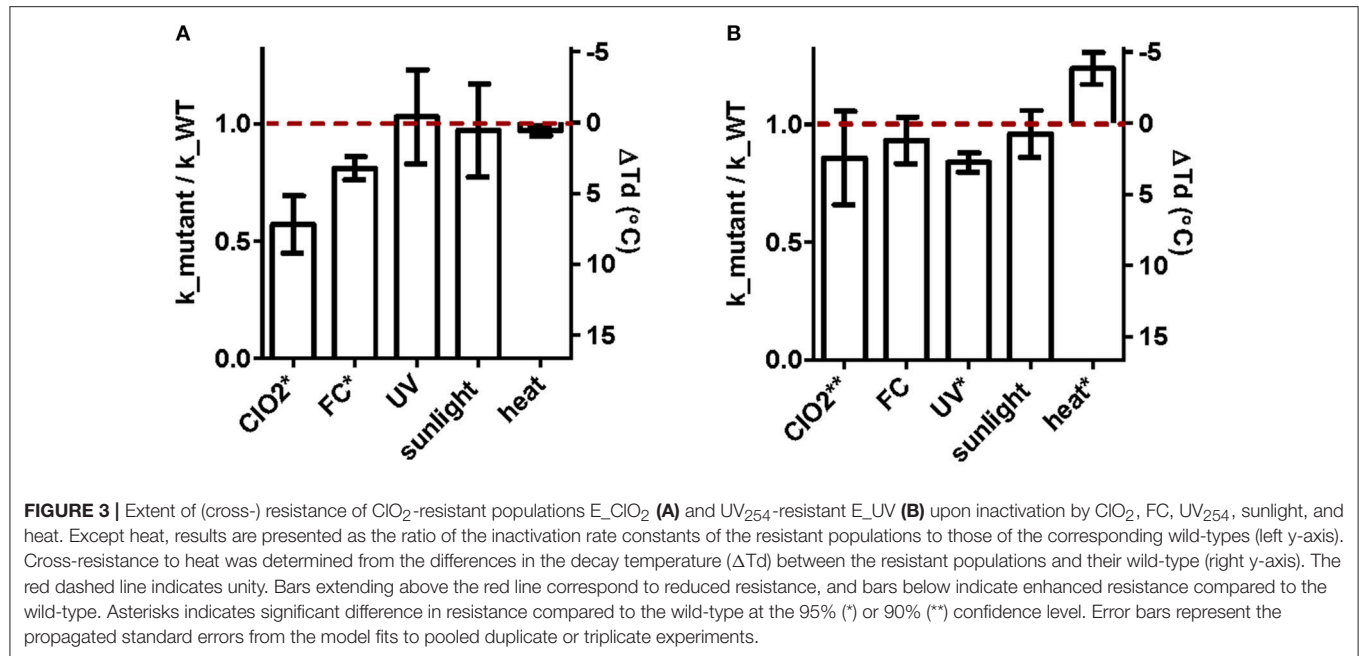 A
k_mutant / k_WT
1.0
0.5
0.0
-5
0
5
10
15
ΔTd (°C)
ClO2*
FC*
UV
sunlight
heat
B
k_mutant / k_WT
1.0
0.5
0.0
-5
0
5
10
15
ΔTd (°C)
ClO2**
FC
UV*
sunlight
heat*
FIGURE 3 | Extent of (cross-) resistance of ClO₂-resistant populations E_ClO₂ (A) and UV₂₅₄-resistant E_UV (B) upon inactivation by ClO₂, FC, UV₂₅₄, sunlight, and
heat. Except heat, results are presented as the ratio of the inactivation rate constants of the resistant populations to those of the corresponding wild-types (left y-axis).
Cross-resistance to heat was determined from the differences in the decay temperature (ΔTd) between the resistant populations and their wild-type (right y-axis). The
red dashed line indicates unity. Bars extending above the red line correspond to reduced resistance, and bars below indicate enhanced resistance compared to the
wild-type. Asterisks indicates significant difference in resistance compared to the wild-type at the 95% (*) or 90% (**) confidence level. Error bars represent the
propagated standard errors from the model fits to pooled duplicate or triplicate experiments.